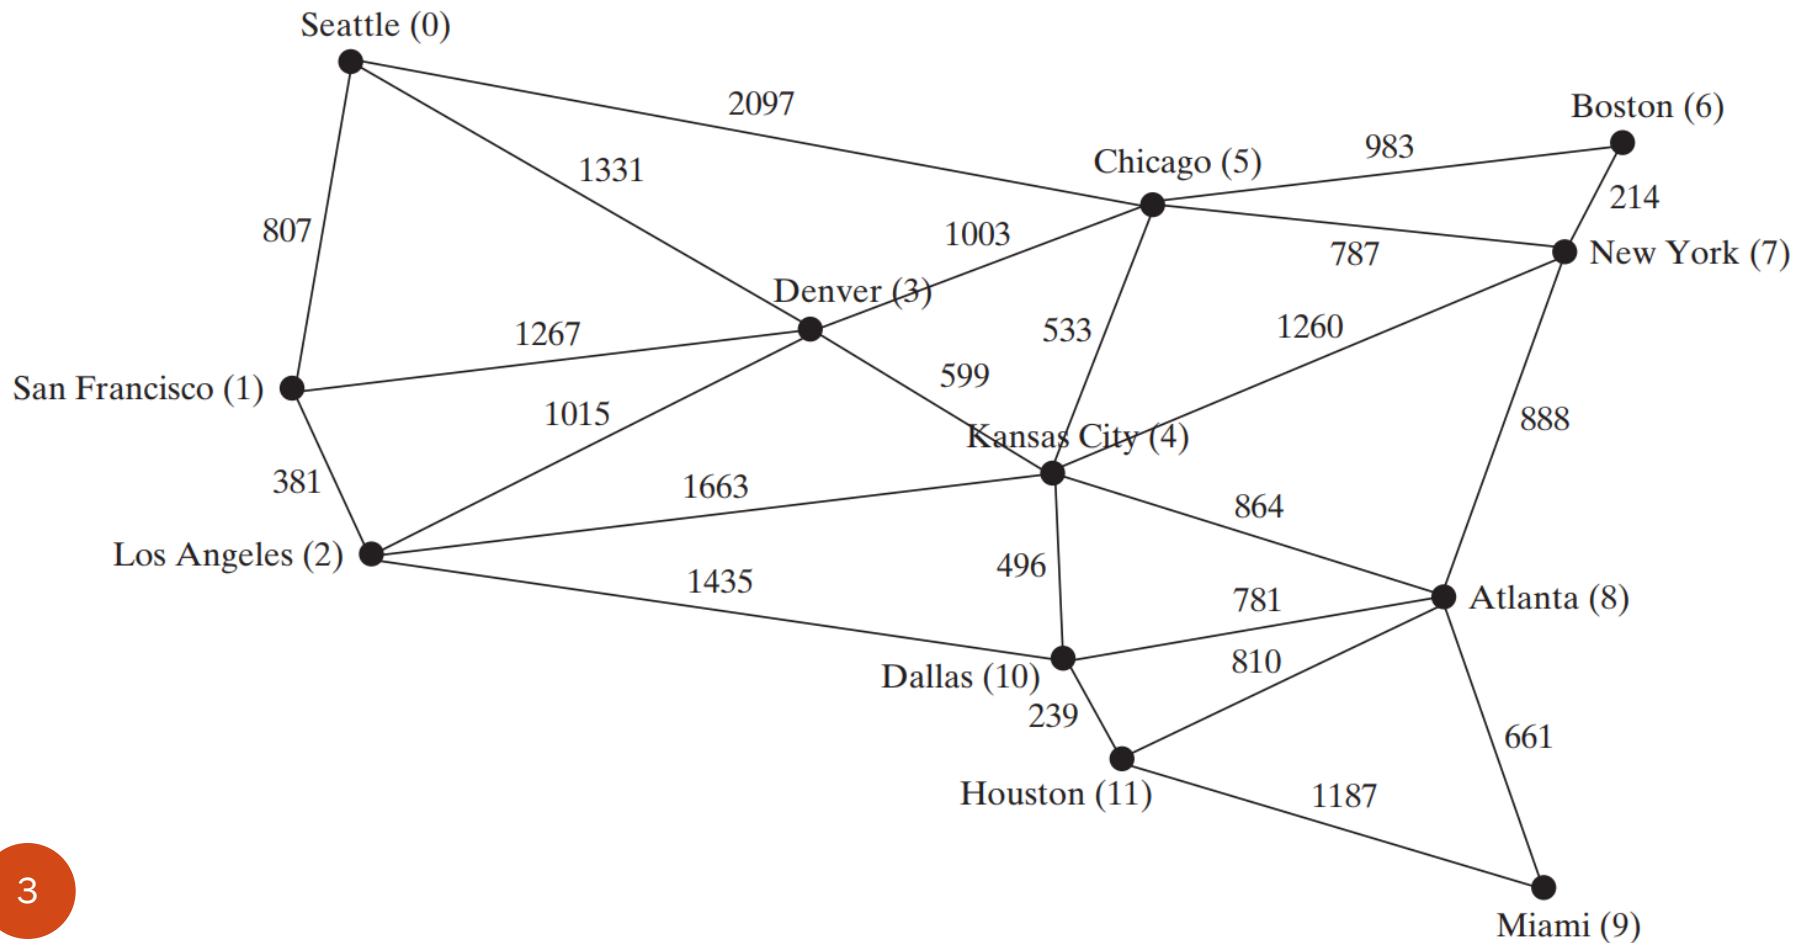 Seattle (0)
2097
Boston (6)
983
Chicago (5)
1331
214
807
1003
787
New York (7)
Denver (3)
1267
533
1260
599
San Francisco (1)
1015
888
Kansas City (4)
381
1663
864
Los Angeles (2)
496
1435
781
Atlanta (8)
810
Dallas (10)
239
661
Houston (11)
1187
3
Miami (9)